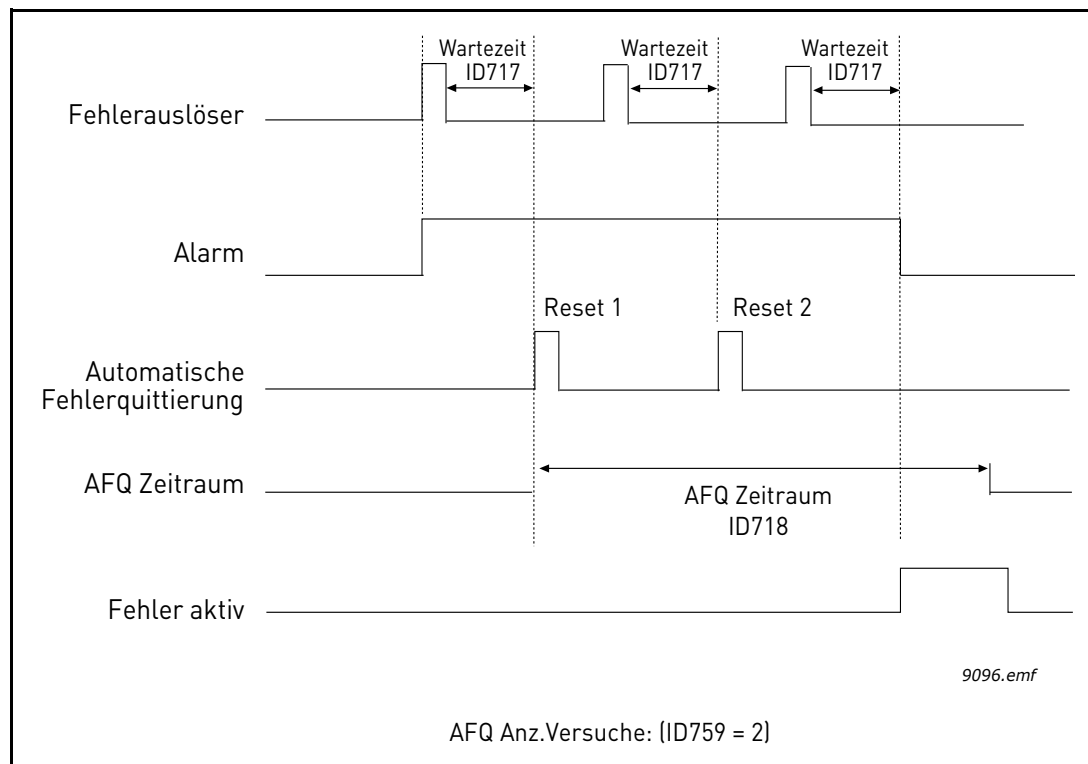 Wartezeit
ID717
Wartezeit
ID717
Wartezeit
ID717
Fehlerauslöser
Alarm
Reset 1
Reset 2
Automatische
Fehlerquittierung
AFQ Zeitraum
AFQ Zeitraum
ID718
Fehler aktiv
9096.emf
AFQ Anz.Versuche: (ID759 = 2)